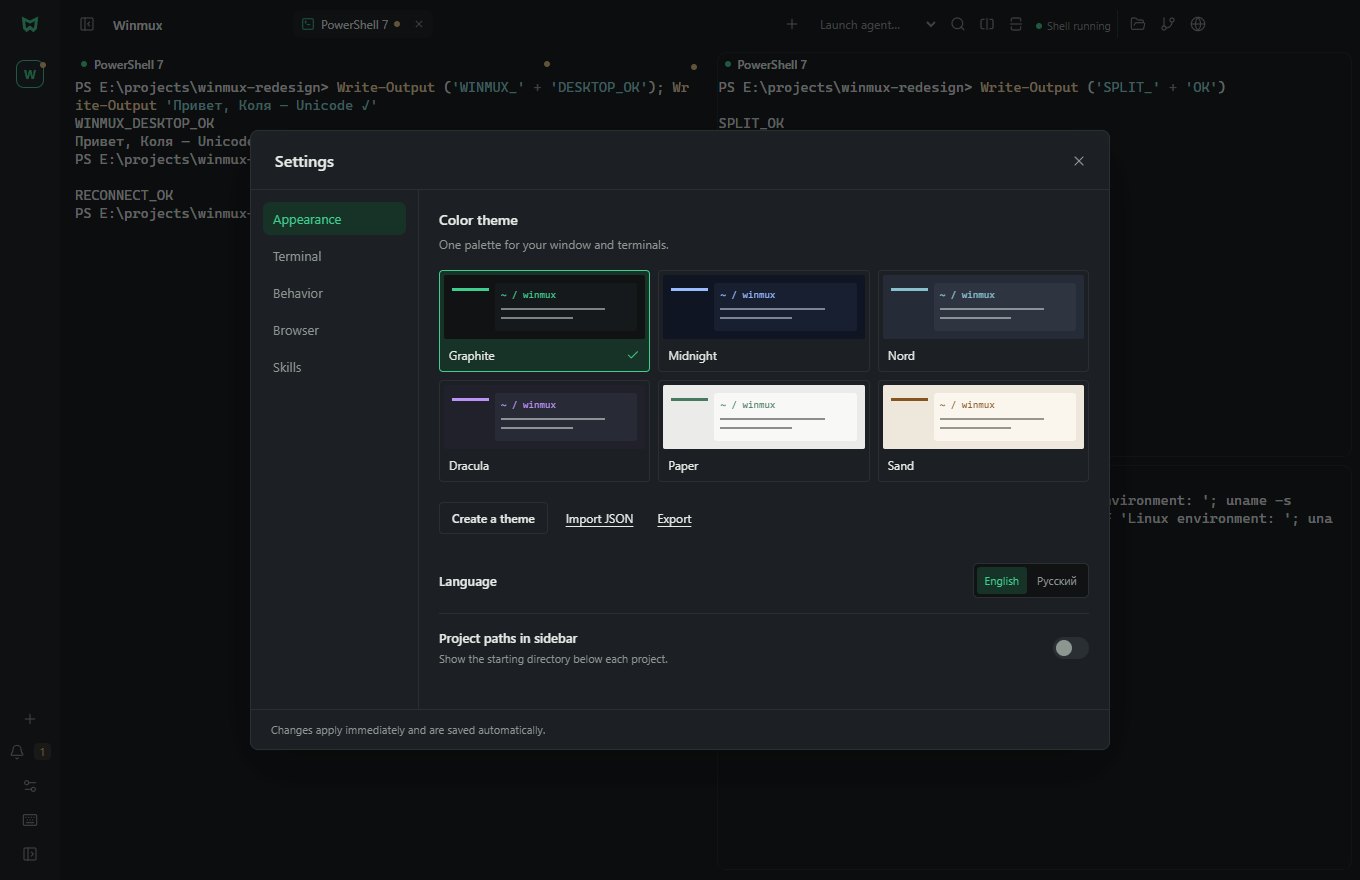 Winmux
PowerShell 7
Launch agent...
Shell running
W
PowerShell 7
PS E:\projects\winmux-redesign> Write-Output ('WINMUX_' + 'DESKTOP_OK'); Wr
ite-Output 'Привет, Коля — Unicode ✓'
WINMUX_DESKTOP_OK
Привет, Коля — Unicode
PS E:\projects\winmux-
RECONNECT_OK
PS E:\projects\winmux-
PowerShell 7
PS E:\projects\winmux-redesign> Write-Output ('SPLIT_' + 'OK')
SPLIT_OK
vironment: '; uname -s
'Linux environment: '; una
Settings
Appearance
Terminal
Behavior
Browser
Skills
Color theme
One palette for your window and terminals.
~ / winmux
Graphite
~ / winmux
Midnight
~ / winmux
Nord
~ / winmux
Dracula
~ / winmux
Paper
~ / winmux
Sand
Create a theme
Import JSON
Export
Language
English
Русский
Project paths in sidebar
Show the starting directory below each project.
Changes apply immediately and are saved automatically.
1